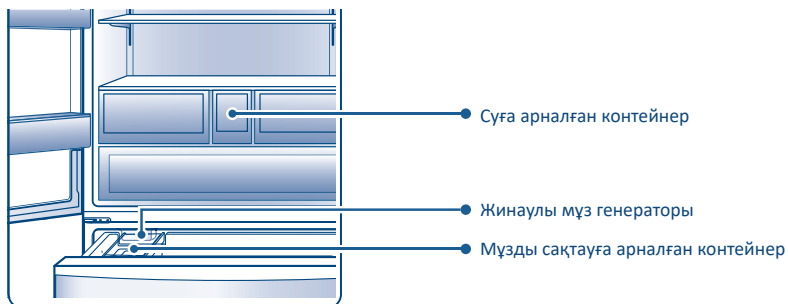 Суға арналған контейнер
Жинаулы мұз генераторы
Мұзды сақтауға арналған контейнер